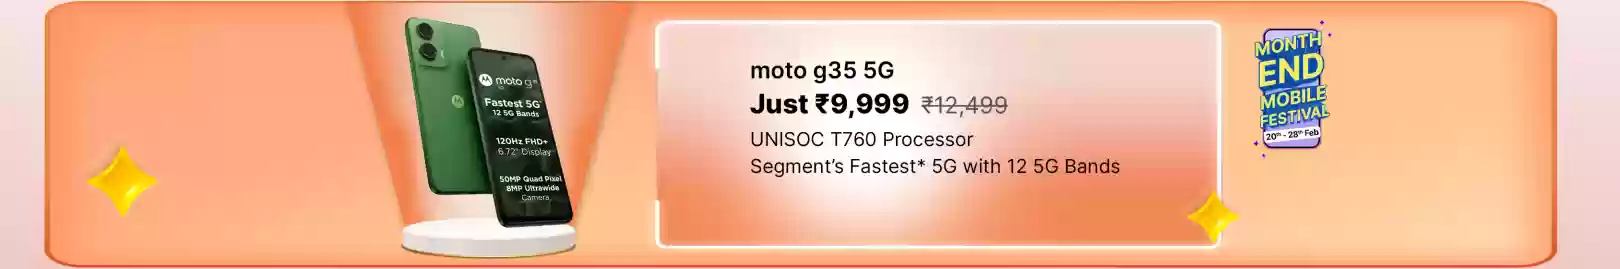 moto g35
Fastest 5G*
12 5G Bands
120Hz FHD+
6.72" Display
50MP Quad Pixel
8MP Ultrawide
Camera
moto g35 5G
Just ₹9,999 ₹12,499
UNISOC T760 Processor
Segment's Fastest* 5G with 12 5G Bands
MONTH
END
MOBILE
FESTIVAL
20th - 28th Feb